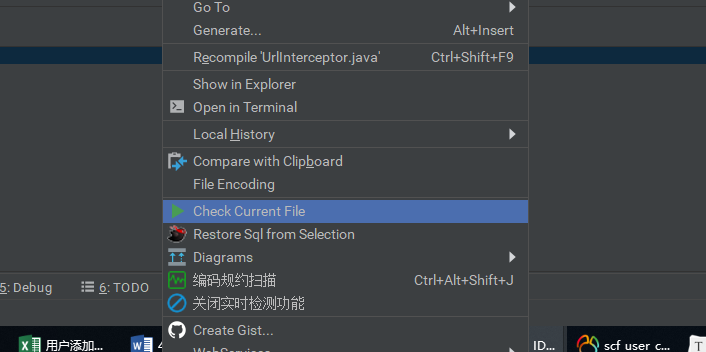 Go To
Generate... Alt+Insert
Recompile 'UrlInterceptor.java' Ctrl+Shift+F9
Show in Explorer
Open in Terminal
Local History
Compare with Clipboard
File Encoding
Check Current File
Restore Sql from Selection
Diagrams
5: Debug 6: TODO
编码规约扫描 Ctrl+Alt+Shift+J
关闭实时检测功能
Create Gist...
用户添加... 4 ID... scf_user_c... T